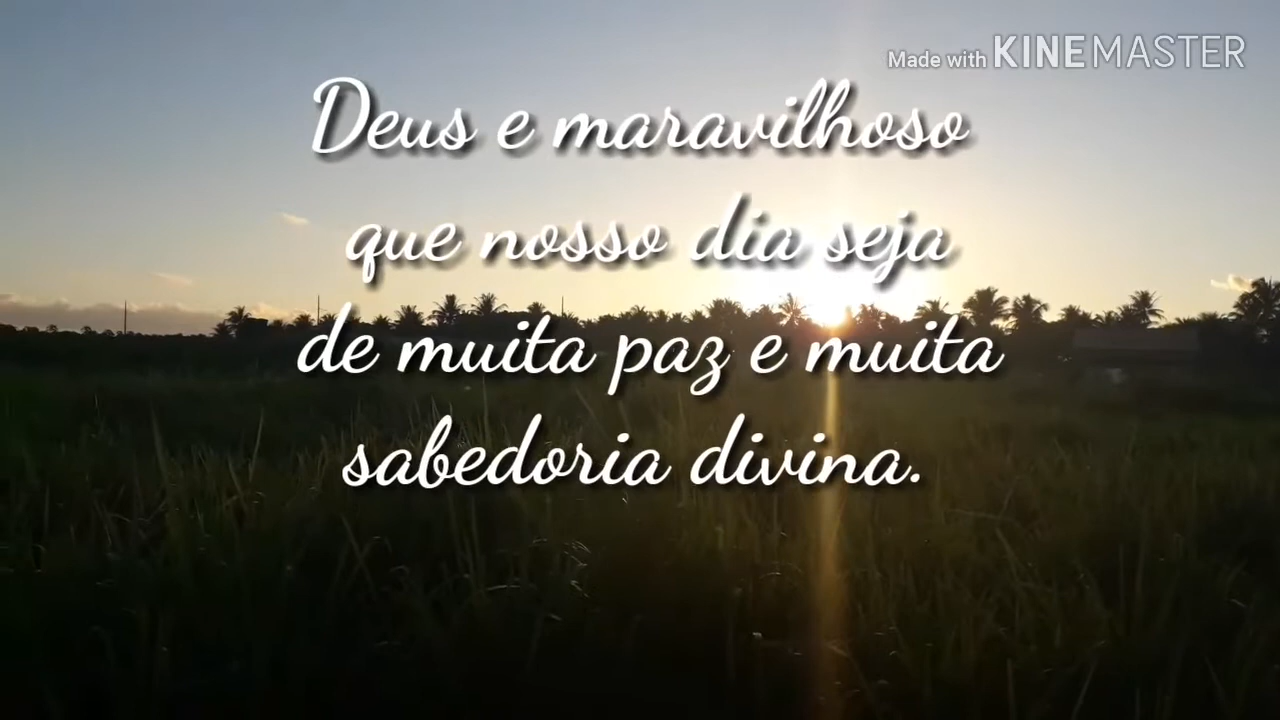 Made with KINEMASTER
Deus e maravilhoso
que nosso dia seja
de muita paz e muita
sabedoria divina.